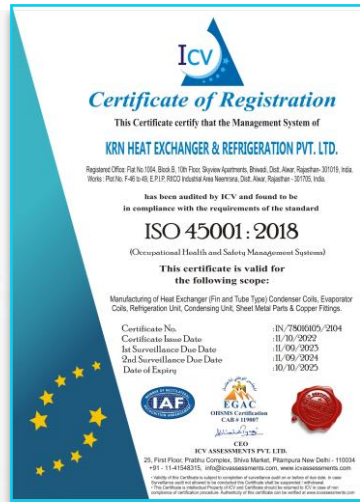 ICV
Certificate of Registration
This Certificate certify that the Management System of
KRN HEAT EXCHANGER & REFRIGERATION PVT. LTD.
Registered Office: Flat No.1004, Block B, 10th Floor, Skyview Apartments, Bhiwadi, Distt, Alwar, Rajasthan- 301019, India.
Works : Plot No. F-46 to 49, E.P.I.P, RIICO Industrial Area Neemrana, Distt. Alwar, Rajasthan - 301705, India.
has been audited by ICV and found to be
in compliance with the requirements of the standard
ISO 45001 : 2018
(Occupational Health and Safety Management Systems)
This certificate is valid for
the following scope:
Manufacturing of Heat Exchanger (Fin and Tube Type) Condenser Coils, Evaporator
Coils, Refrigeration Unit, Condensing Unit, Sheet Metal Parts & Copper Fittings.
Certificate No. :IN/78016105/2104
Certificate Issue Date :11/10/2022
1st Surveillance Due Date :11/09/2023
2nd Surveillance Due Date :11/09/2024
Date of Expiry :10/10/2025
IAF
EGAC
OHSMS Certification
CAB # 119007
CEO
ICV ASSESSMENTS PVT. LTD.
25, First Floor, Prabhu Complex, Shiva Market, Pitampura New Delhi - 110034
+91 - 11-41548315, info@icvassessments.com, www.icvassessments.com